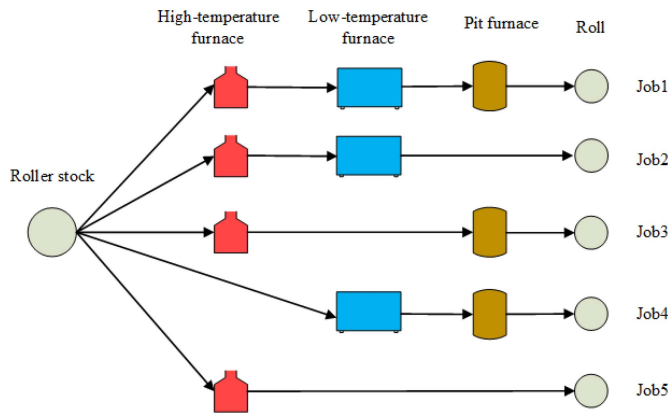 High-temperature
furnace
Low-temperature
furnace
Pit furnace
Roll
Job1
Job2
Roller stock
Job3
Job4
Job5